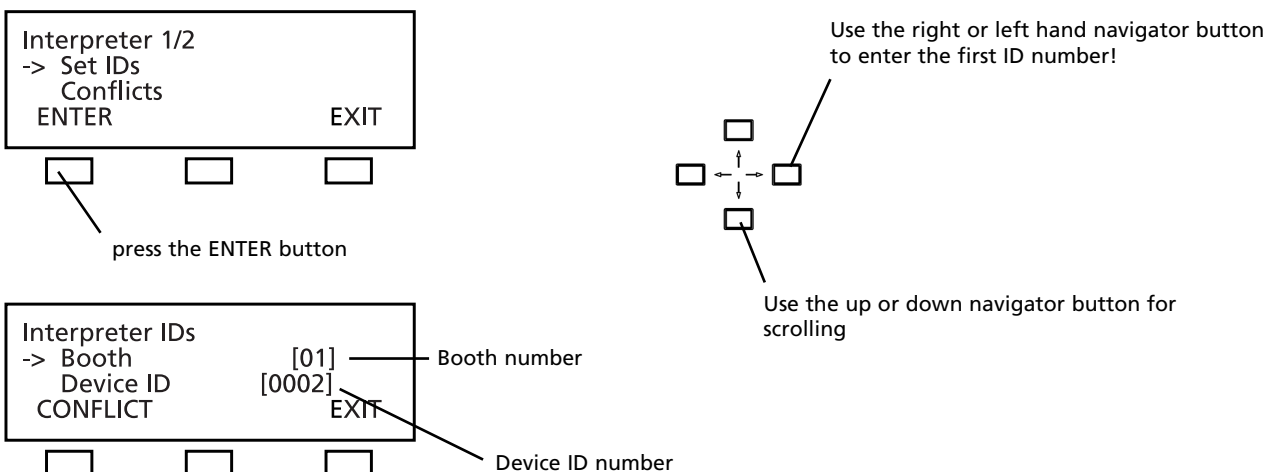 Interpreter 1/2
-> Set IDs
Conflicts
ENTER EXIT
press the ENTER button
Use the right or left hand navigator button
to enter the first ID number!
Use the up or down navigator button for
scrolling
Interpreter IDs
-> Booth [01]
Booth number
Device ID [0002]
CONFLICT EXIT
Device ID number